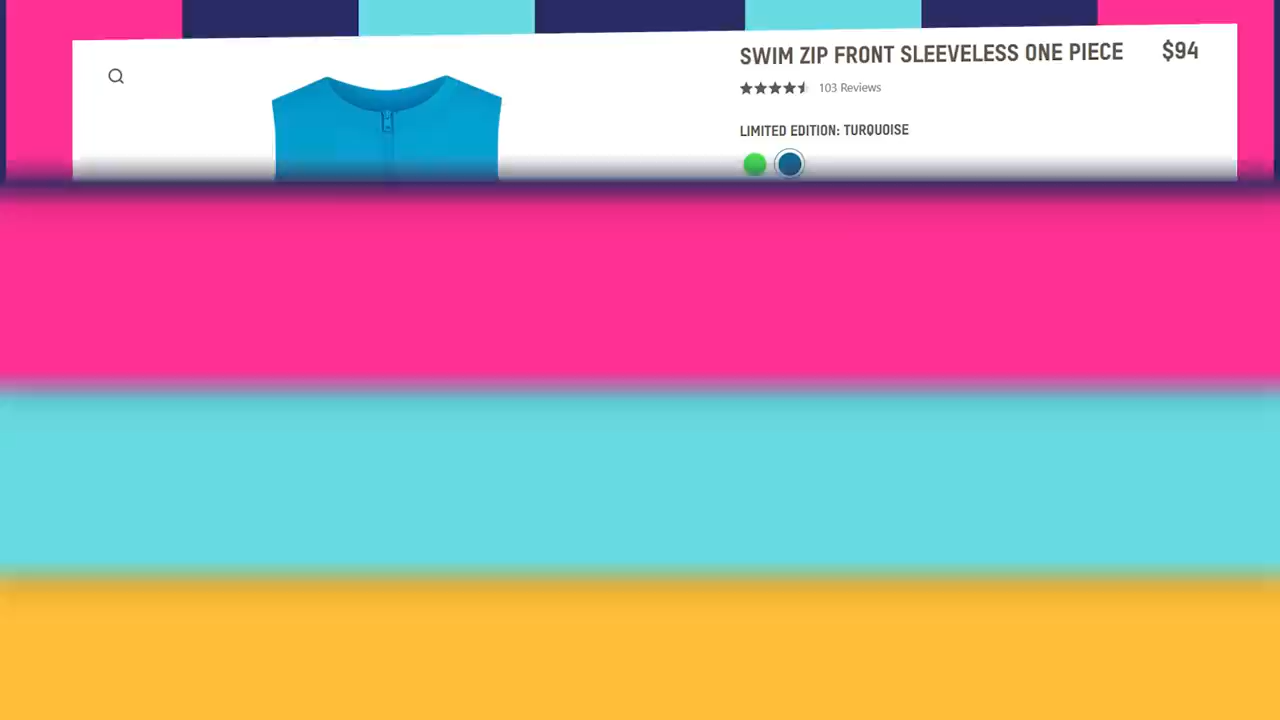 SWIM ZIP FRONT SLEEVELESS ONE PIECE $94
103 Reviews
LIMITED EDITION: TURQUOISE